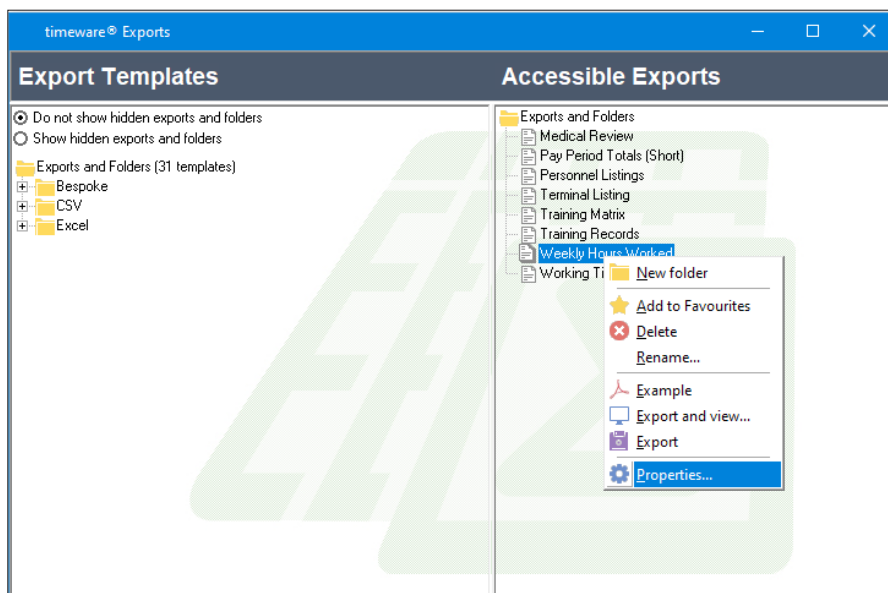 timeware® Exports
Export Templates
Accessible Exports
Do not show hidden exports and folders
Show hidden exports and folders
Exports and Folders (31 templates)
Bespoke
CSV
Excel
Exports and Folders
Medical Review
Pay Period Totals (Short)
Personnel Listings
Terminal Listing
Training Matrix
Training Records
Weekly Hours Worked
Working
New folder
Add to Favourites
Delete
Rename...
Example
Export and view...
Export
Properties...